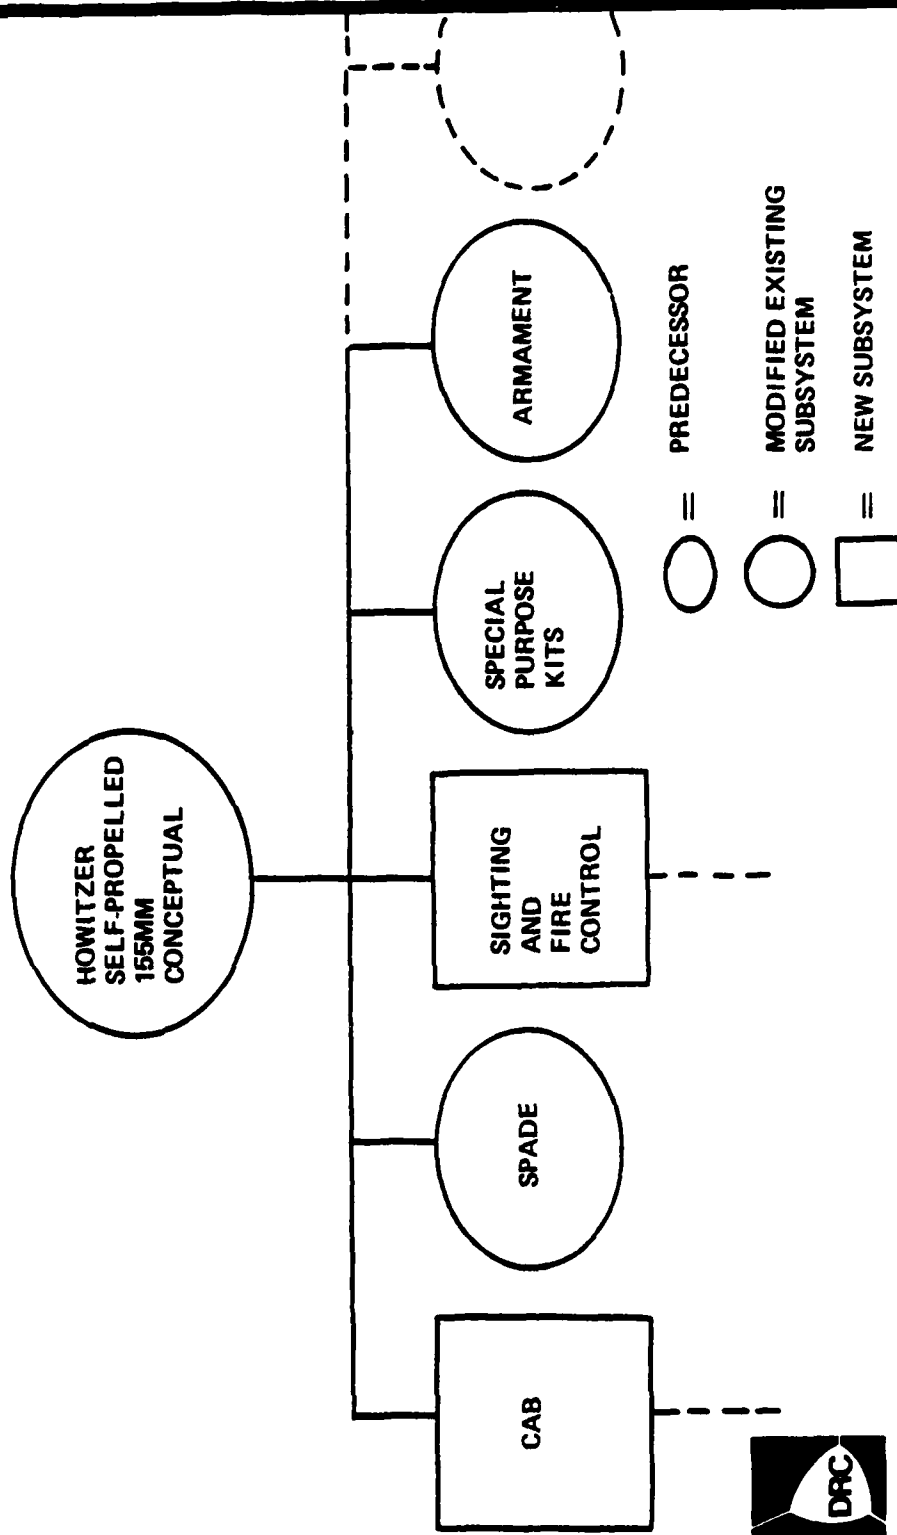 HOWITZER
SELF-PROPELLED
155MM
CONCEPTUAL
CAB
SPADE
SIGHTING
AND
FIRE
CONTROL
SPECIAL
PURPOSE
KITS
ARMAMENT
= PREDECESSOR
= MODIFIED EXISTING
SUBSYSTEM
= NEW SUBSYSTEM
DRC